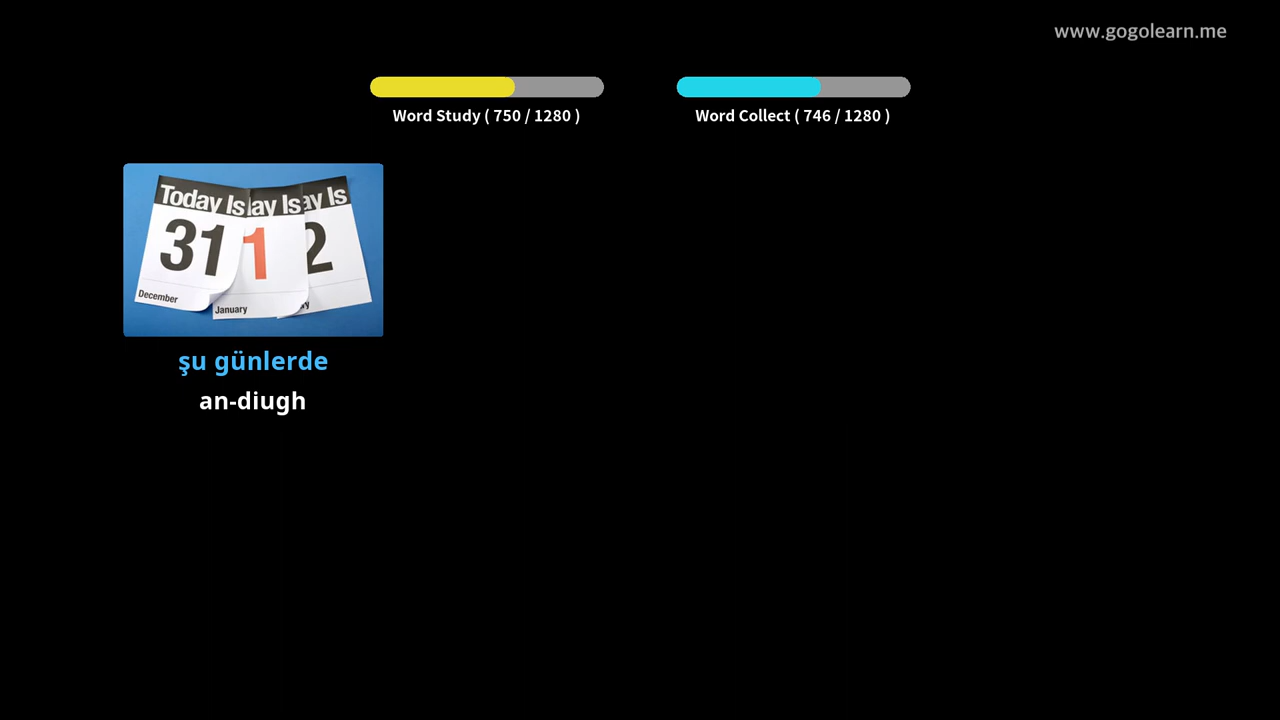 www.gogolearn.me
Word Study ( 750 / 1280 )
Word Collect ( 746 / 1280 )
Today Is
ay Is
ay Is
31
1
2
December
January
şu günlerde
an-diugh